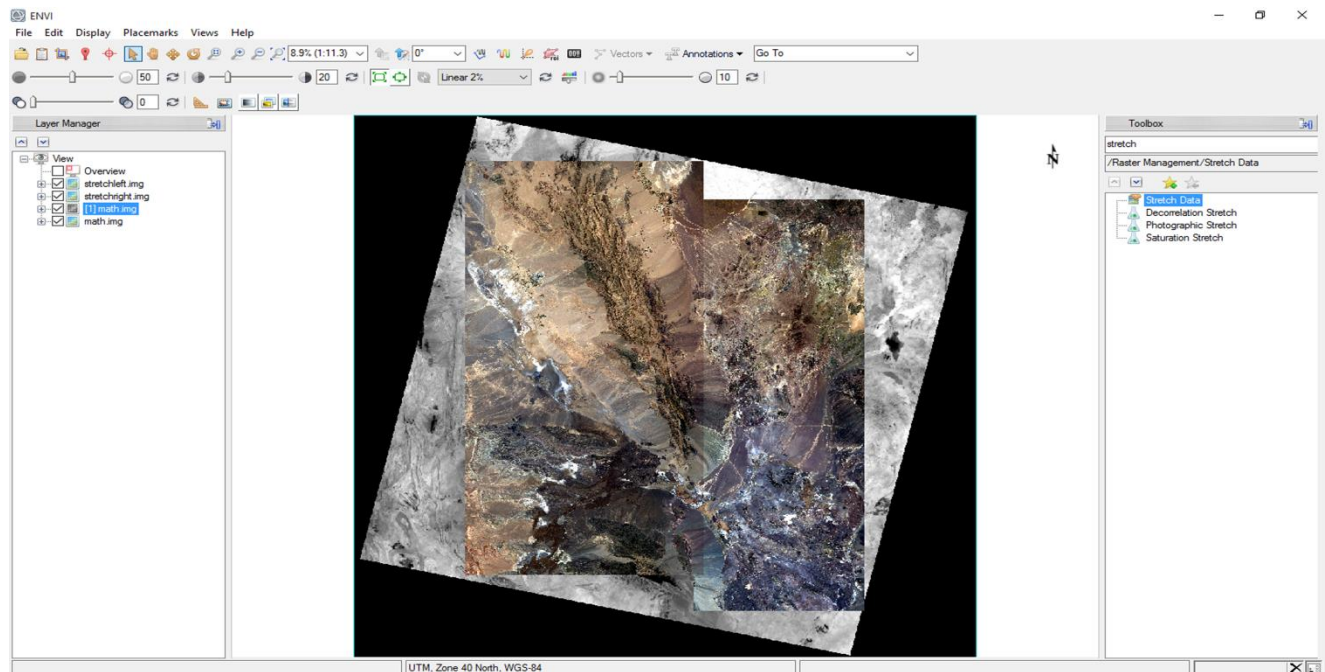 ENVI
File Edit Display Placemarks Views Help
8.9% (1:11.3) 0° Vectors Annotations Go To
50 20 Linear 2% 10
0
Layer Manager
View
Overview
stretchleft.img
stretchright.img
[1] math.img
math.img
N
Toolbox
stretch
/Raster Management/Stretch Data
Stretch Data
Decorrelation Stretch
Photographic Stretch
Saturation Stretch
UTM, Zone 40 North, WGS-84